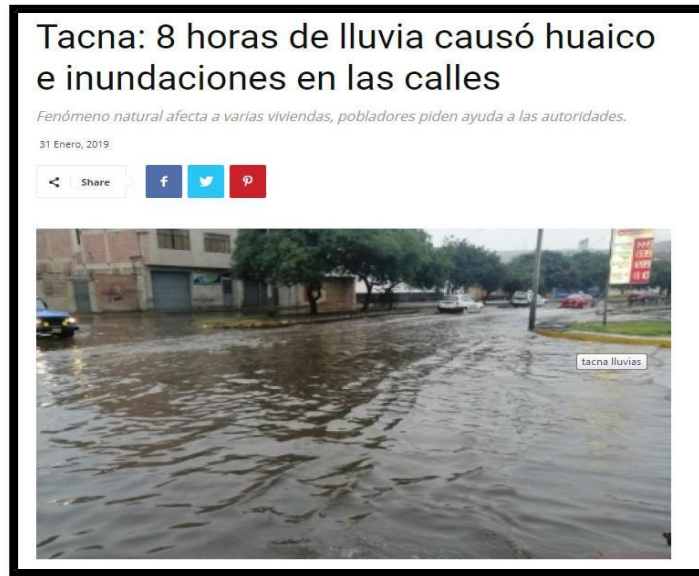 Tacna: 8 horas de lluvia causó huaico
e inundaciones en las calles
Fenómeno natural afecta a varias viviendas, pobladores piden ayuda a las autoridades.
31 Enero, 2019
Share
tacna lluvias